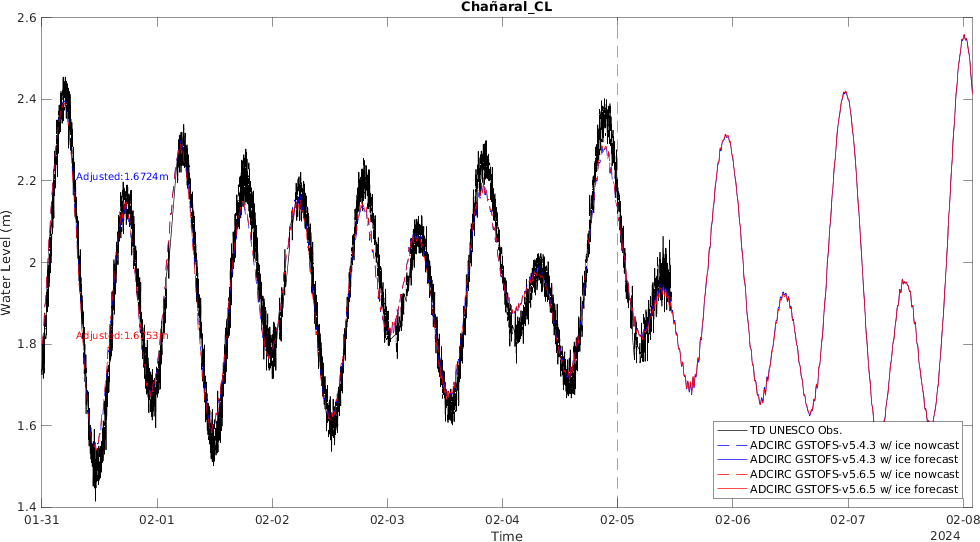 Chañaral_CL
2.6
2.4
2.2
2
1.8
1.6
1.4
Water Level (m)
Adjusted:1.6724m
Adjusted:1.6753m
TD UNESCO Obs.
ADCIRC GSTOFS-v5.4.3 w/ ice nowcast
ADCIRC GSTOFS-v5.4.3 w/ ice forecast
ADCIRC GSTOFS-v5.6.5 w/ ice nowcast
ADCIRC GSTOFS-v5.6.5 w/ ice forecast
01-31 02-01 02-02 02-03 02-04 02-05 02-06 02-07 02-08
Time
2024